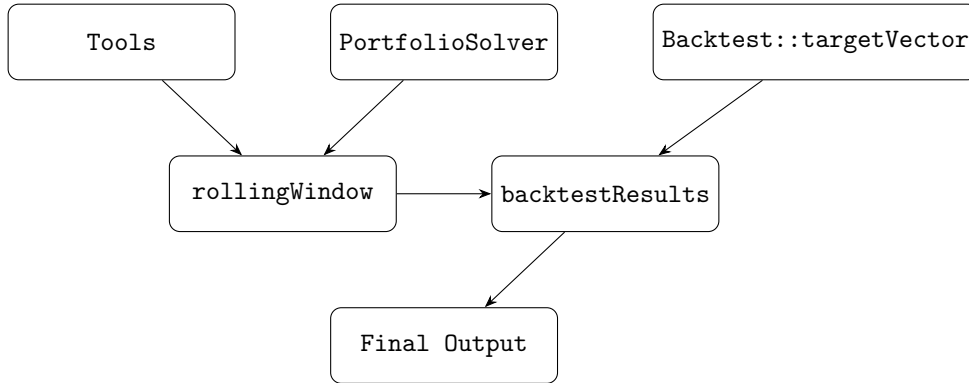 Tools
PortfolioSolver
Backtest::targetVector
rollingWindow
backtestResults
Final Output